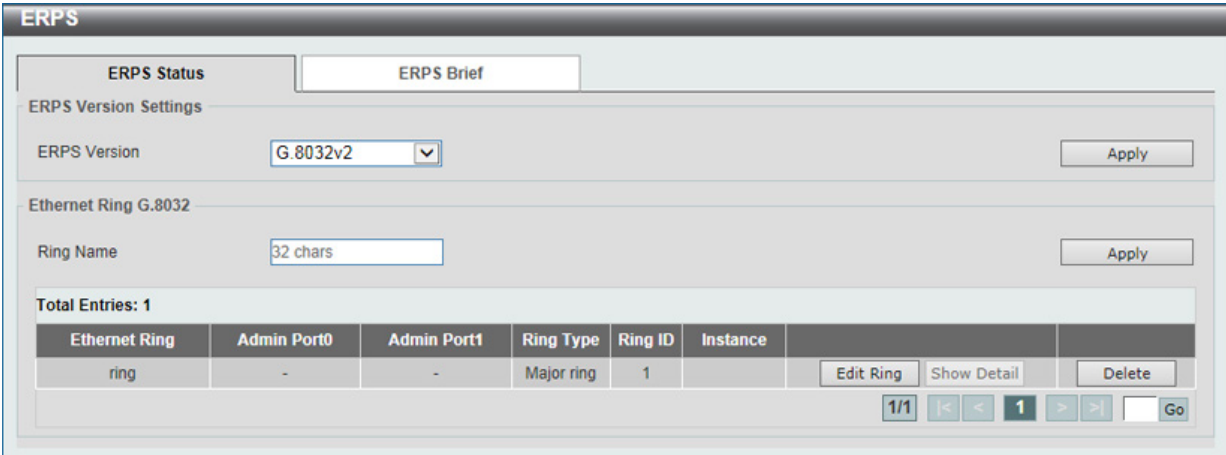 ERPS
ERPS Status ERPS Brief
ERPS Version Settings
ERPS Version G.8032v2 Apply
Ethernet Ring G.8032
Ring Name 32 chars Apply
Total Entries: 1
Ethernet Ring Admin Port0 Admin Port1 Ring Type Ring ID Instance
ring - - Major ring 1 Edit Ring Show Detail Delete
1/1 |< < 1 > >| Go